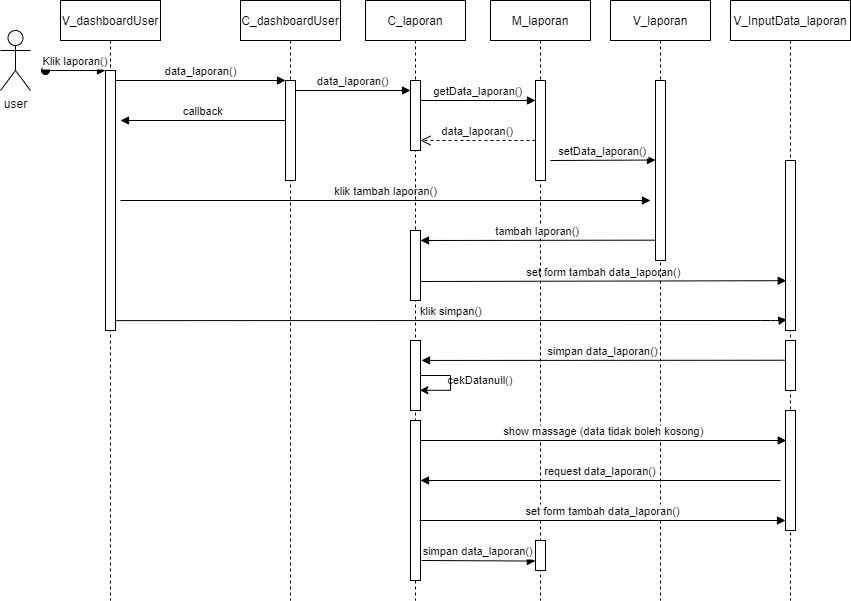 V_dashboardUser
C_dashboardUser
C_laporan
M_laporan
V_laporan
V_InputData_laporan
user
Klik laporan()
data_laporan()
data_laporan()
getData_laporan()
callback
data_laporan()
setData_laporan()
klik tambah laporan()
tambah laporan()
set form tambah data_laporan()
klik simpan()
simpan data_laporan()
cekDatanull()
show massage (data tidak boleh kosong)
request data_laporan()
set form tambah data_laporan()
simpan data_laporan()